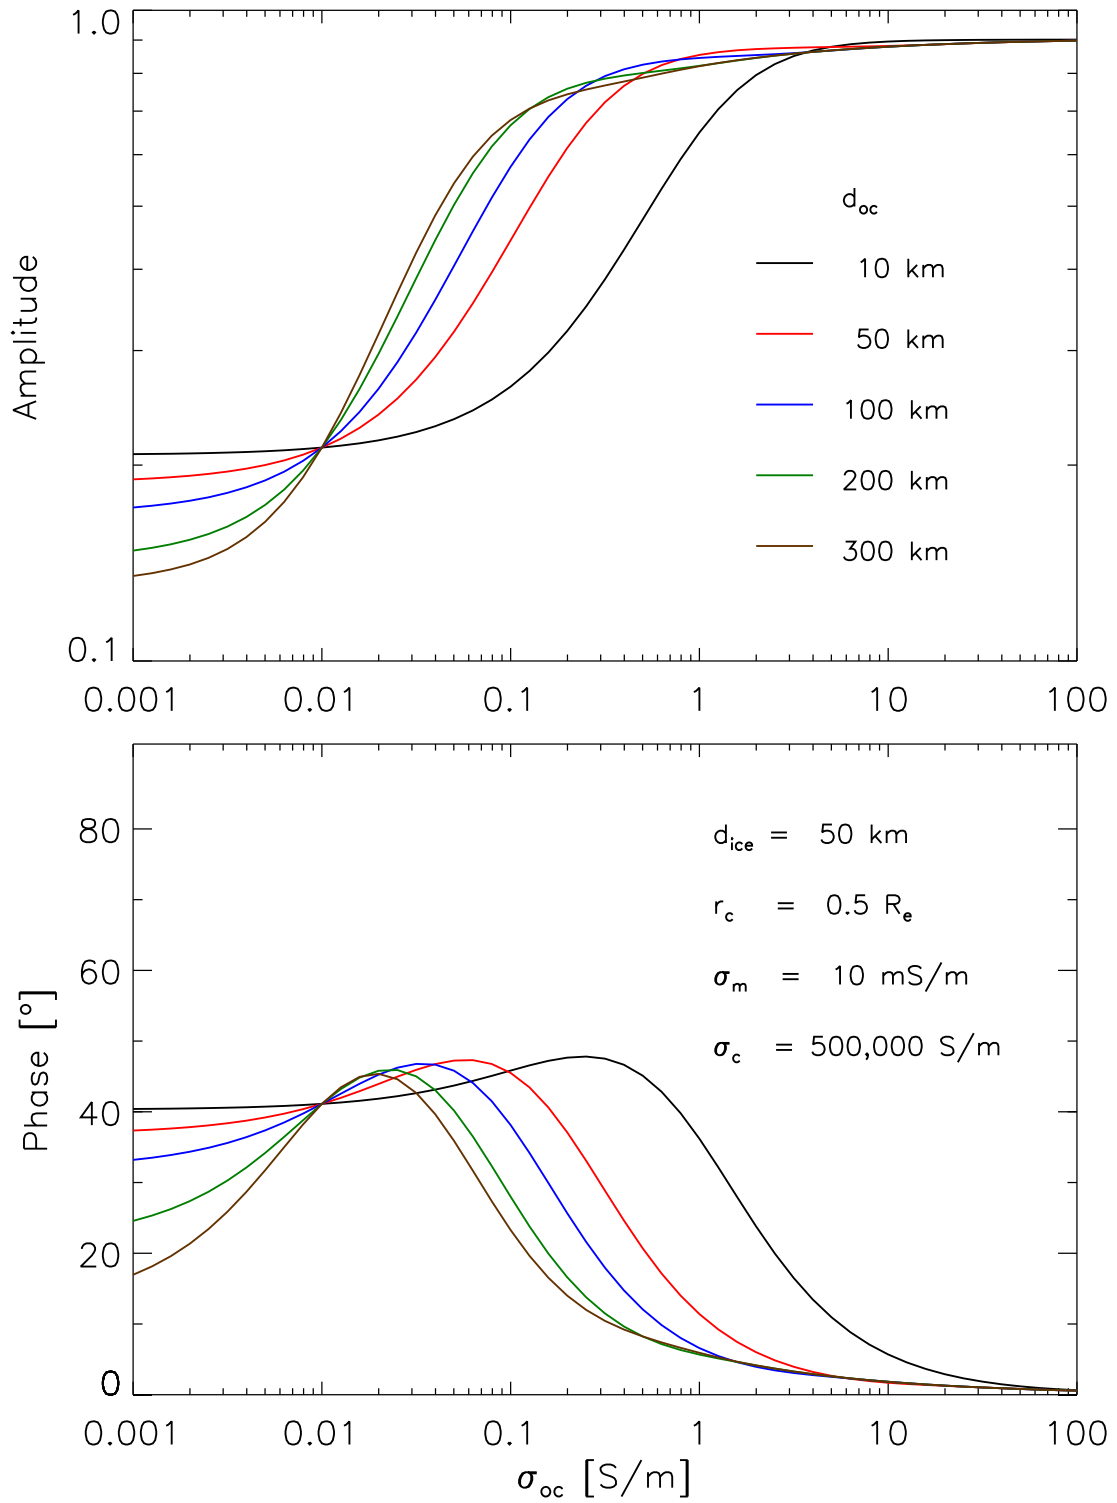 1.0
Amplitude
0.1
0.001 0.01 0.1 1 10 100
d_oc
10 km
50 km
100 km
200 km
300 km
80
60
40
20
0
Phase [°]
d_ice = 50 km
r_c = 0.5 R_e
σ_m = 10 mS/m
σ_c = 500,000 S/m
0.001 0.01 0.1 1 10 100
σ_oc [S/m]